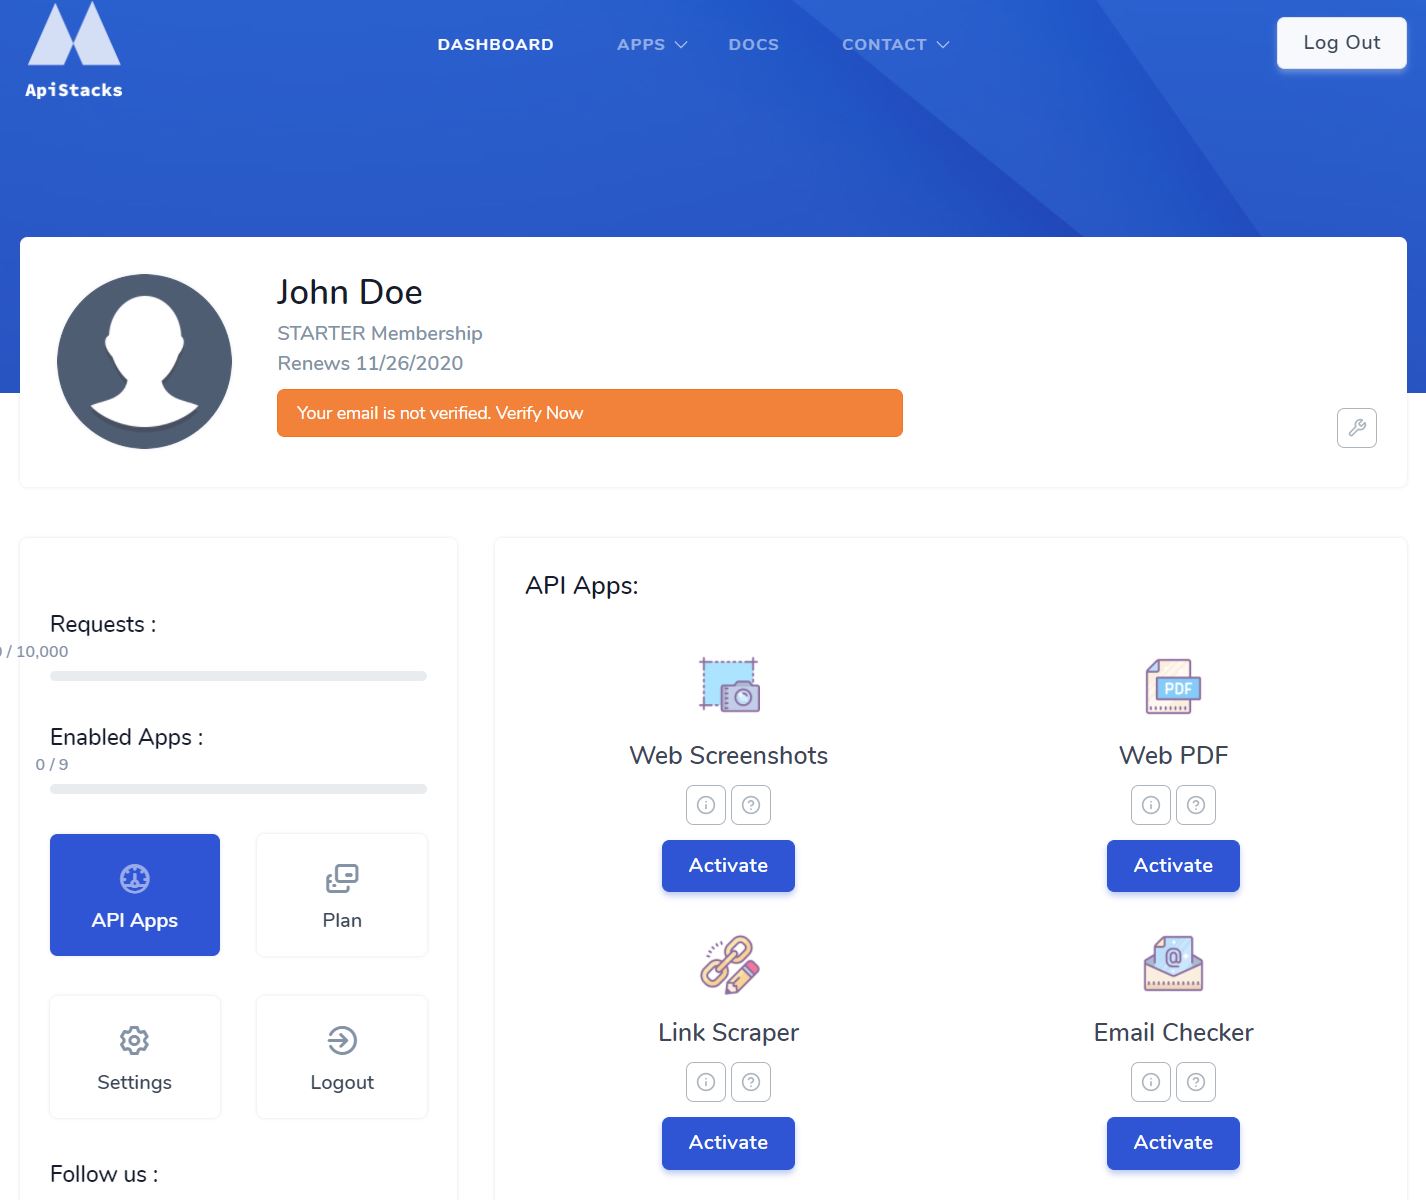 ApiStacks
DASHBOARD
APPS
DOCS
CONTACT
Log Out
John Doe
STARTER Membership
Renews 11/26/2020
Your email is not verified. Verify Now
Requests :
/ 10,000
Enabled Apps :
0 / 9
API Apps
Plan
Settings
Logout
Follow us :
API Apps:
Web Screenshots
Activate
PDF
Web PDF
Activate
Link Scraper
Activate
@
Email Checker
Activate